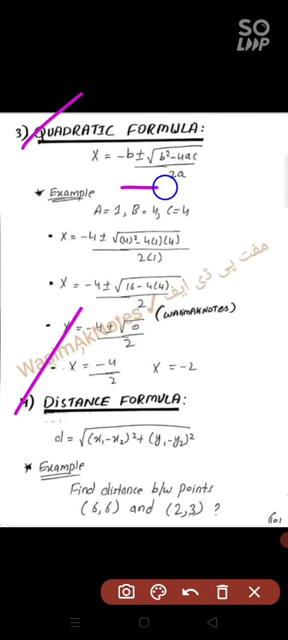 SO
LOOP
3) QUADRATIC FORMULA:
X = -b ± √b²-4ac
2a
★ Example
A=1, B=4, C=4
• X = -4 ± √(4)²-4(1)(4)
2(1)
• X = -4 ± √16-4(4)
2
(WASIMAKNOTES)
WasimAKNotes ✓ مفت پی ڈی ایف
• X = -4 ± √0
2
• X = -4
2
X = -2
4) DISTANCE FORMULA:
d = √(x₁-x₂)²+(y₁-y₂)²
★ Example:
Find distance b/w points
(6,6) and (2,3) ?